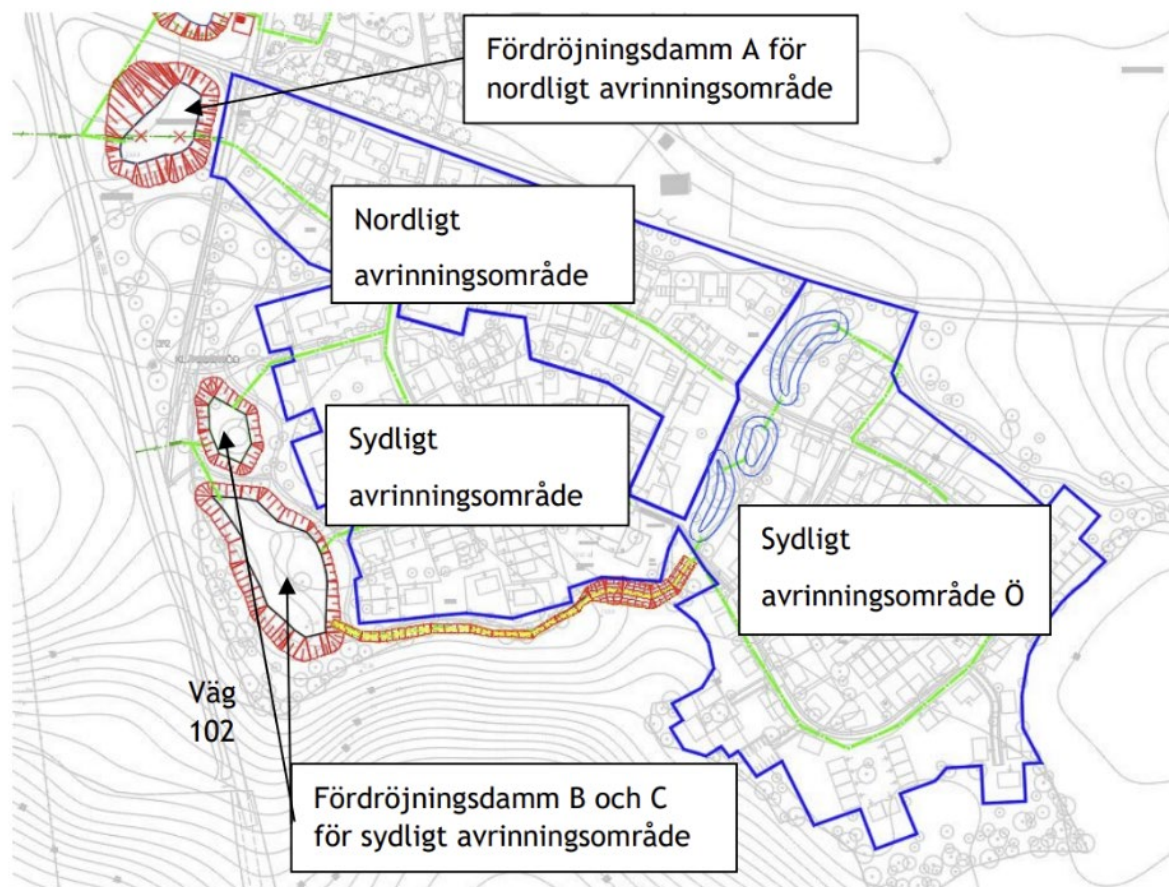 Fördröjningsdamm A för
nordligt avrinningsområde
Nordligt
avrinningsområde
Sydligt
avrinningsområde
Sydligt
avrinningsområde Ö
Väg
102
Fördröjningsdamm B och C
för sydligt avrinningsområde